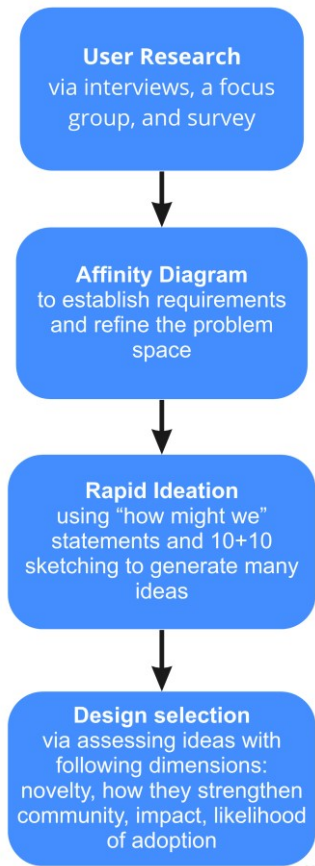 User Research
via interviews, a focus
group, and survey
Affinity Diagram
to establish requirements
and refine the problem
space
Rapid Ideation
using “how might we”
statements and 10+10
sketching to generate many
ideas
Design selection
via assessing ideas with
following dimensions:
novelty, how they strengthen
community, impact, likelihood
of adoption